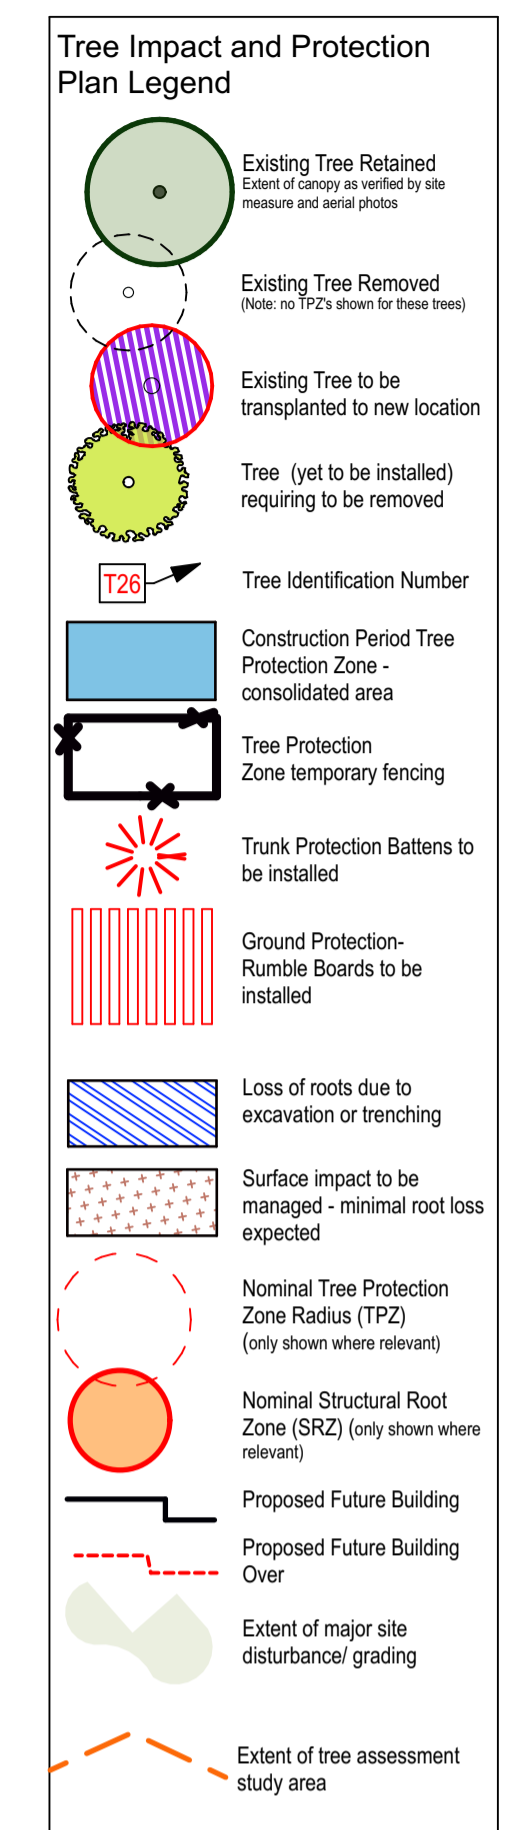 Tree Impact and Protection
Plan Legend
Existing Tree Retained
Extent of canopy as verified by site
measure and aerial photos
Existing Tree Removed
(Note: no TPZ's shown for these trees)
Existing Tree to be
transplanted to new location
Tree (yet to be installed)
requiring to be removed
T26
Tree Identification Number
Construction Period Tree
Protection Zone -
consolidated area
Tree Protection
Zone temporary fencing
Trunk Protection Battens to
be installed
Ground Protection-
Rumble Boards to be
installed
Loss of roots due to
excavation or trenching
Surface impact to be
managed - minimal root loss
expected
Nominal Tree Protection
Zone Radius (TPZ)
(only shown where relevant)
Nominal Structural Root
Zone (SRZ) (only shown where
relevant)
Proposed Future Building
Proposed Future Building
Over
Extent of major site
disturbance/ grading
Extent of tree assessment
study area